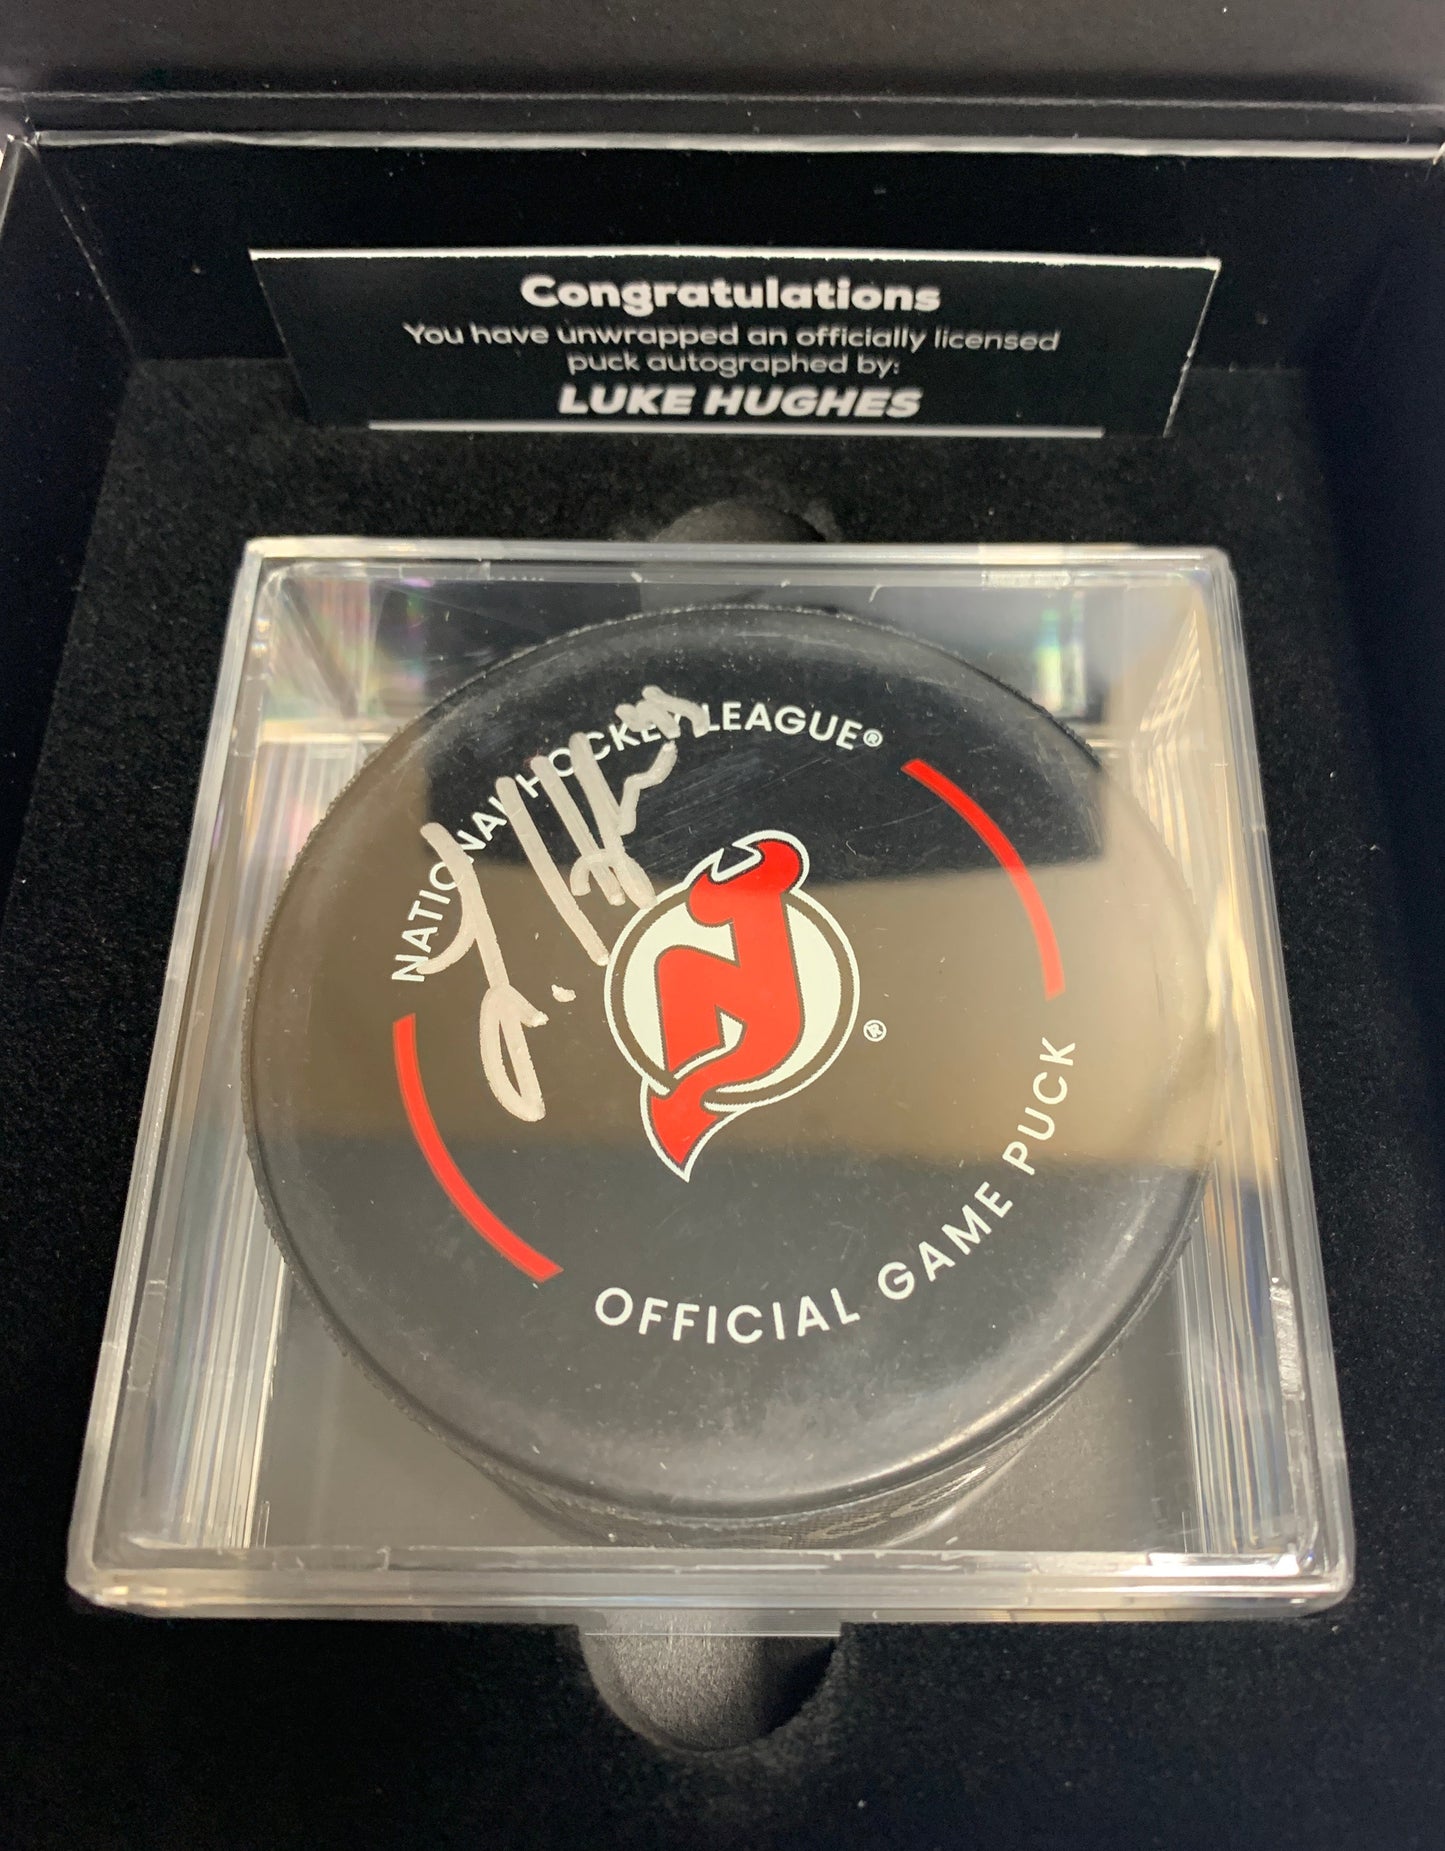 Congratulations
You have unwrapped an officially licensed
puck autographed by:
LUKE HUGHES
NATIONAL HOCKEY LEAGUE®
®
OFFICIAL GAME PUCK